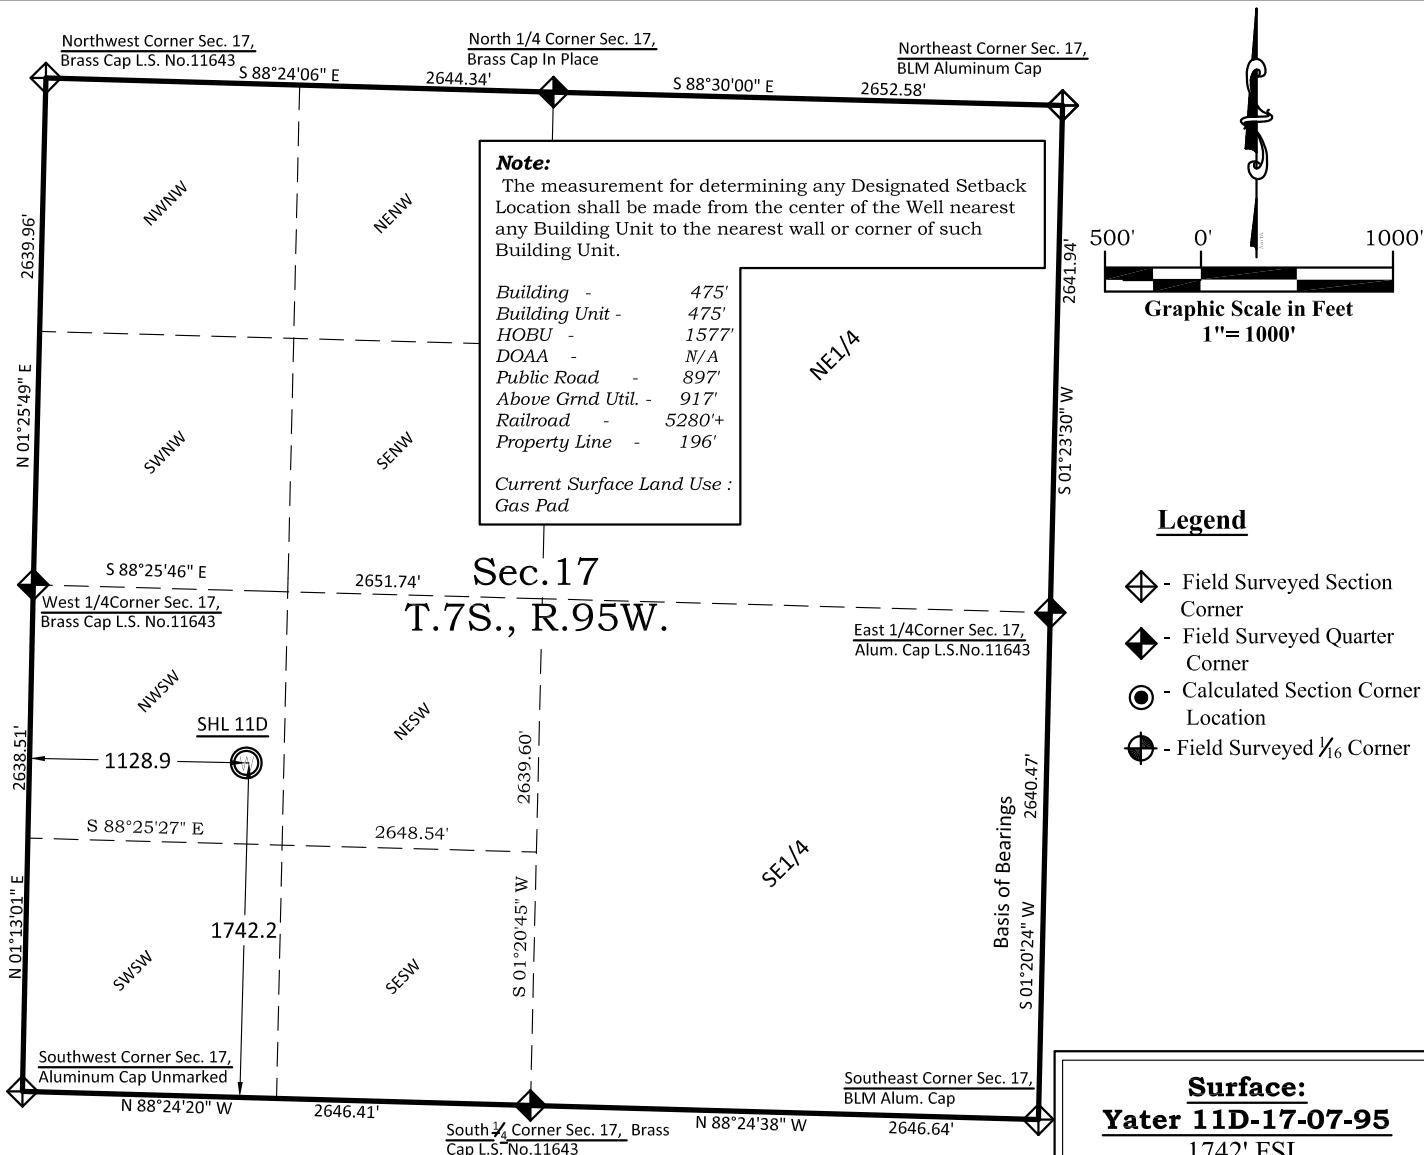 Northwest Corner Sec. 17,
Brass Cap L.S. No.11643
S 88°24'06" E
2644.34'
North 1/4 Corner Sec. 17,
Brass Cap In Place
S 88°30'00" E
2652.58'
Northeast Corner Sec. 17,
BLM Aluminum Cap
500'
0'
1000'
Graphic Scale in Feet
1"= 1000'
Note:
The measurement for determining any Designated Setback
Location shall be made from the center of the Well nearest
any Building Unit to the nearest wall or corner of such
Building Unit.
Building - 475'
Building Unit - 475'
HOBU - 1577'
DOAA - N/A
Public Road - 897'
Above Grnd Util. - 917'
Railroad - 5280'+
Property Line - 196'
Current Surface Land Use :
Gas Pad
NWNW
NENW
2639.96'
N 01°25'49" E
SWNW
SENW
NE1/4
2641.94'
S 01°23'30" W
S 88°25'46" E
2651.74'
Sec.17
T.7S., R.95W.
West 1/4Corner Sec. 17,
Brass Cap L.S. No.11643
East 1/4Corner Sec. 17,
Alum. Cap L.S.No.11643
Legend
- Field Surveyed Section
Corner
- Field Surveyed Quarter
Corner
- Calculated Section Corner
Location
- Field Surveyed 1/16 Corner
NWSW
NESW
SHL 11D
1128.9
2638.51'
2639.60'
2640.47'
Basis of Bearings
S 88°25'27" E
2648.54'
SE1/4
N 01°13'01" E
1742.2
S 01°20'45" W
S 01°20'24" W
SWSW
SESW
Southwest Corner Sec. 17,
Aluminum Cap Unmarked
N 88°24'20" W
2646.41'
South 1/4 Corner Sec. 17, Brass
Cap L.S. No.11643
N 88°24'38" W
2646.64'
Southeast Corner Sec. 17,
BLM Alum. Cap
Surface:
Yater 11D-17-07-95
1742' FSL